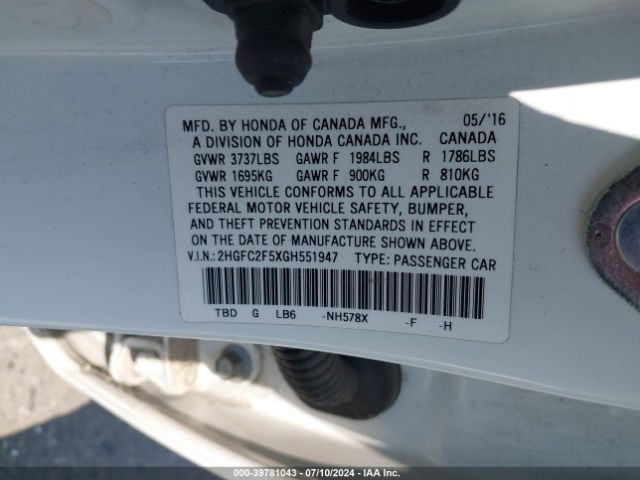 MFD. BY HONDA OF CANADA MFG., 05/'16
A DIVISION OF HONDA CANADA INC. CANADA
GVWR 3737LBS GAWR F 1984LBS R 1786LBS
GVWR 1695KG GAWR F 900KG R 810KG
THIS VEHICLE CONFORMS TO ALL APPLICABLE
FEDERAL MOTOR VEHICLE SAFETY, BUMPER,
AND THEFT PREVENTION STANDARDS IN EFFECT
ON THE DATE OF MANUFACTURE SHOWN ABOVE.
V.I.N.: 2HGFC2F5XGH551947 TYPE: PASSENGER CAR
TBD G LB6 -NH578X -F -H
000-39781043 - 07/10/2024 - IAA Inc.